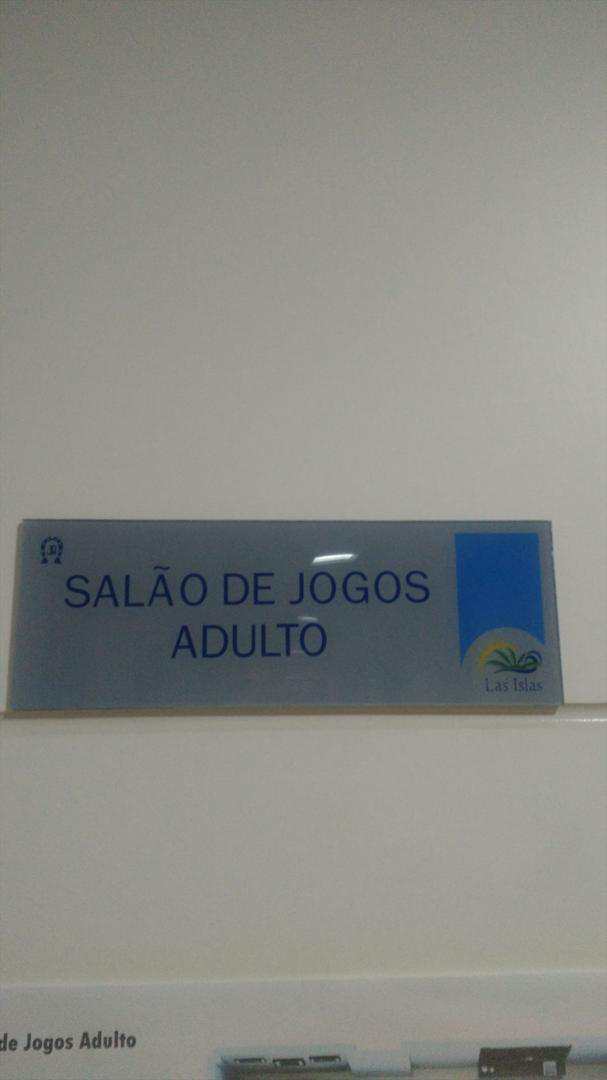 SALÃO DE JOGOS
ADULTO
Las Islas
de Jogos Adulto